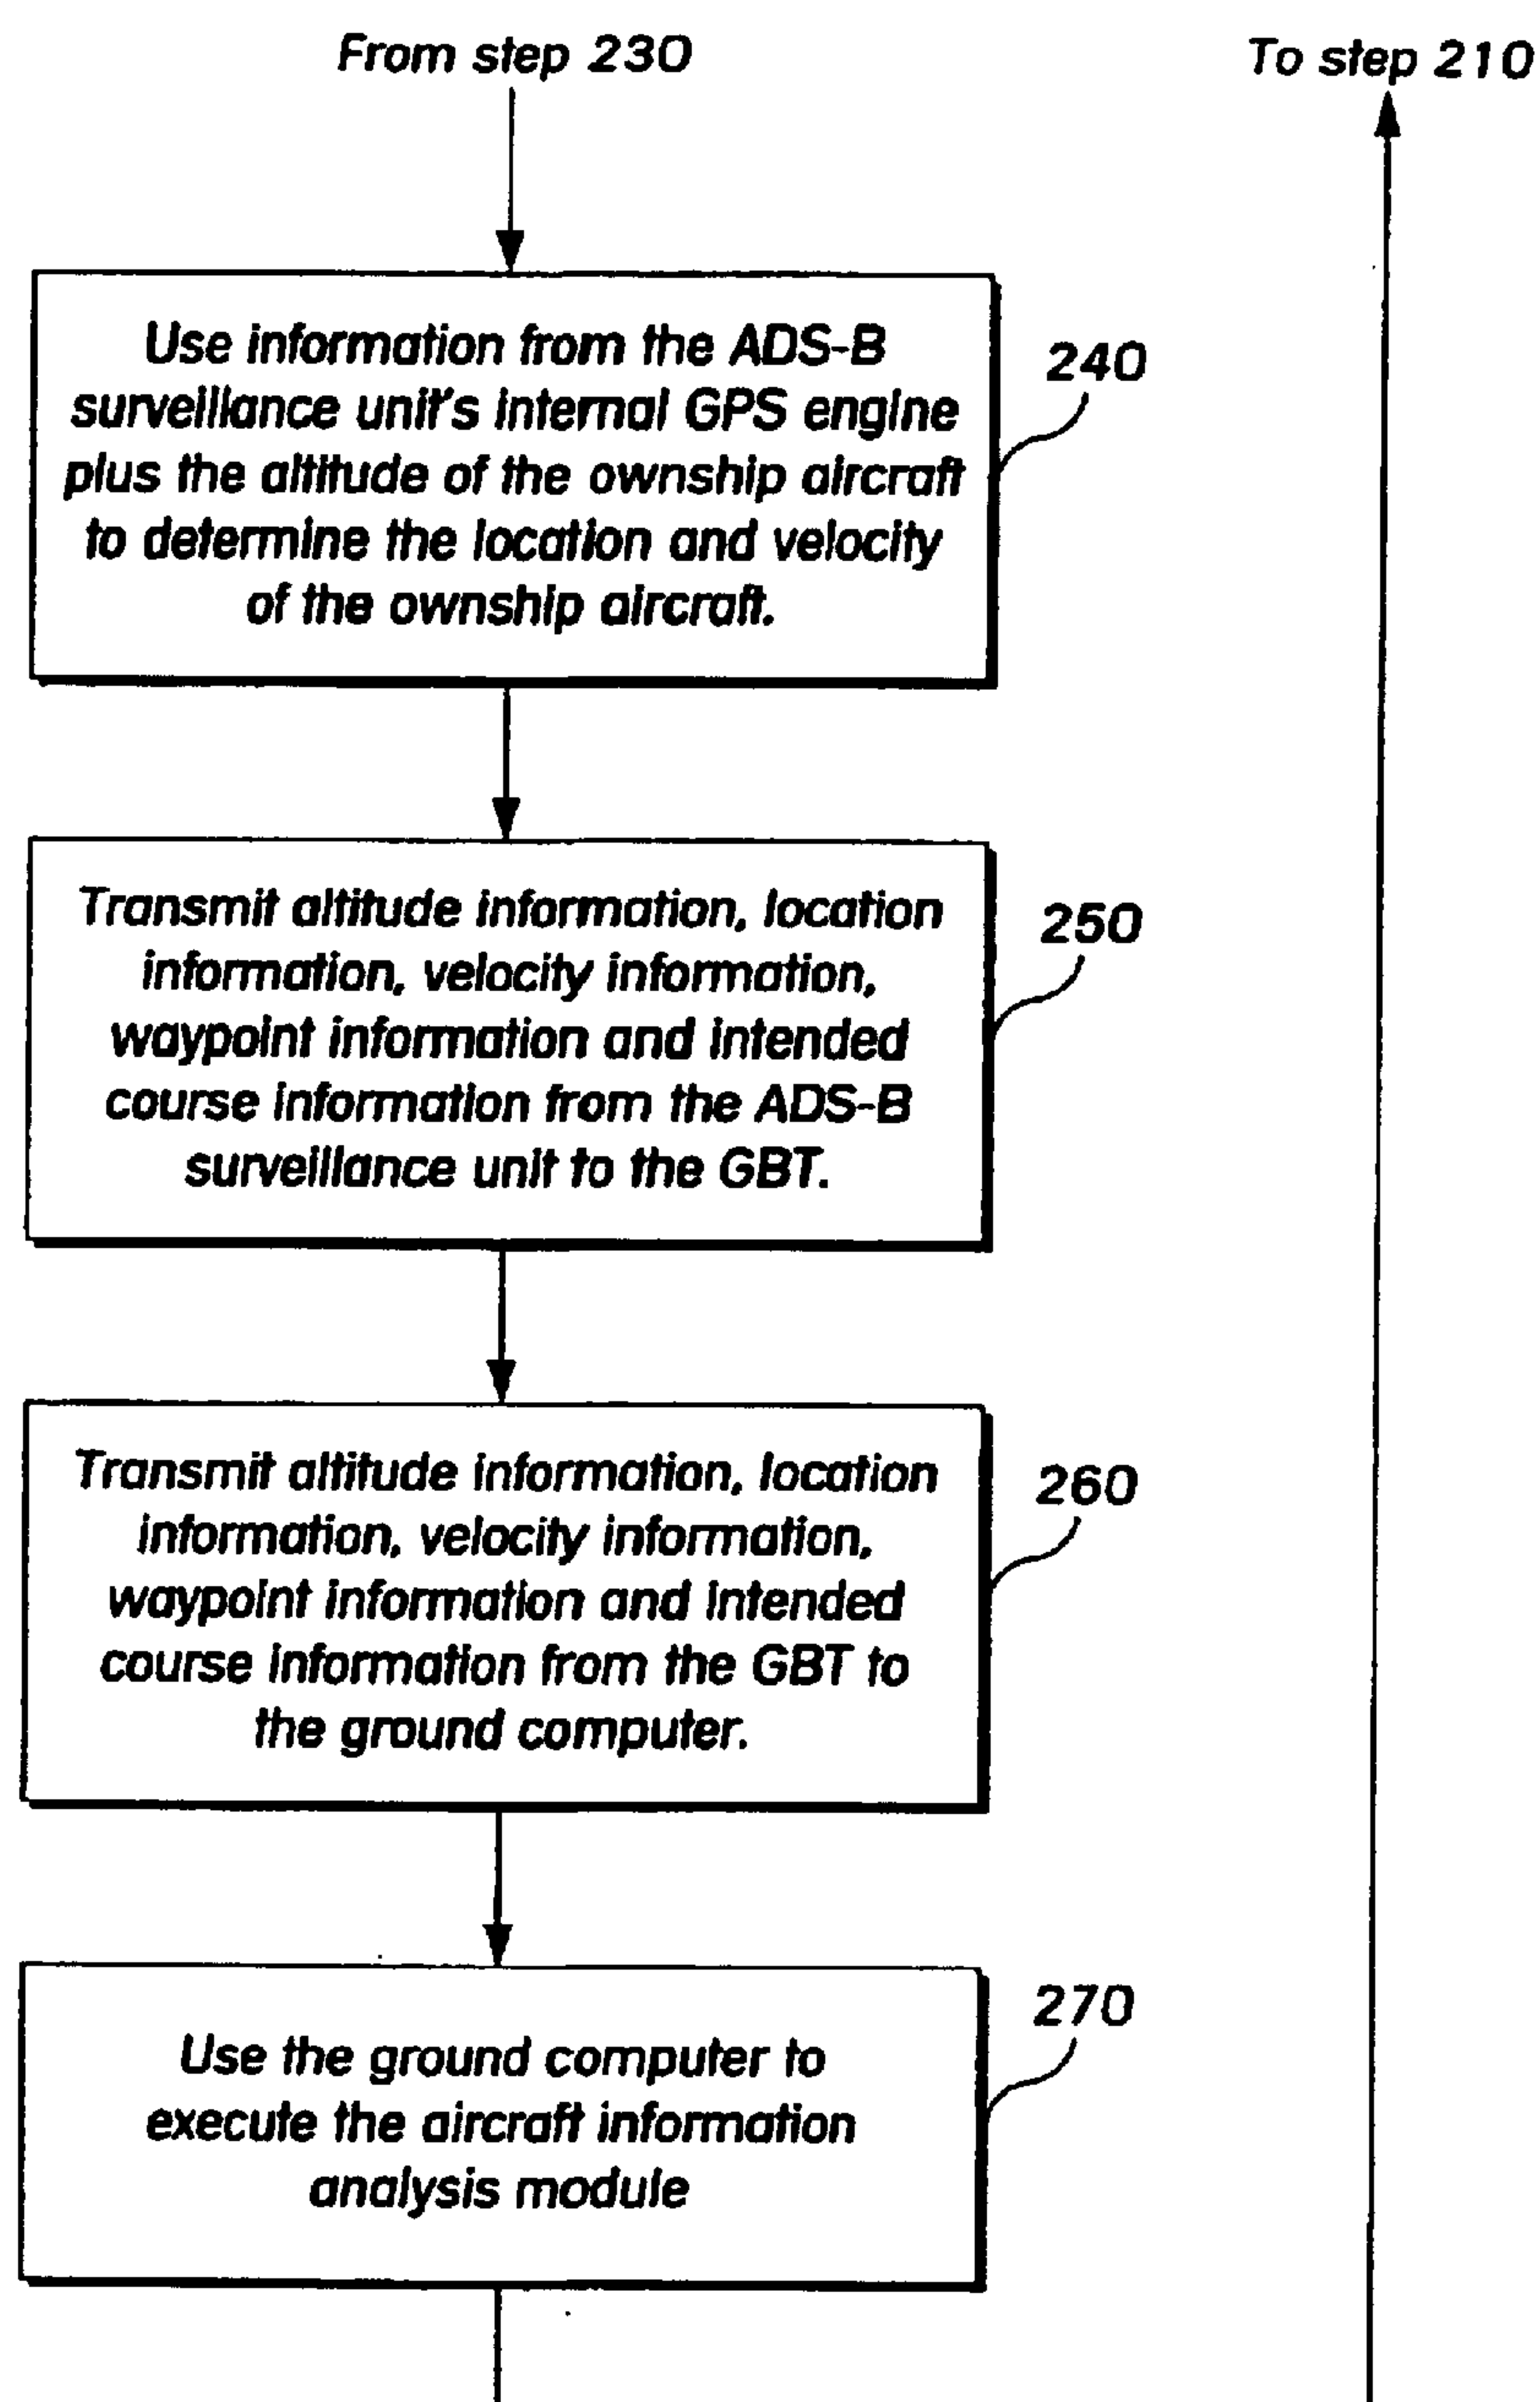 From step 230
To step 210
Use information from the ADS-B
surveillance unit's internal GPS engine
plus the altitude of the ownship aircraft
to determine the location and velocity
of the ownship aircraft.
240
Transmit altitude information, location
information, velocity information,
waypoint information and intended
course information from the ADS-B
surveillance unit to the GBT.
250
Transmit altitude information, location
information, velocity information,
waypoint information and intended
course information from the GBT to
the ground computer.
260
Use the ground computer to
execute the aircraft information
analysis module
270